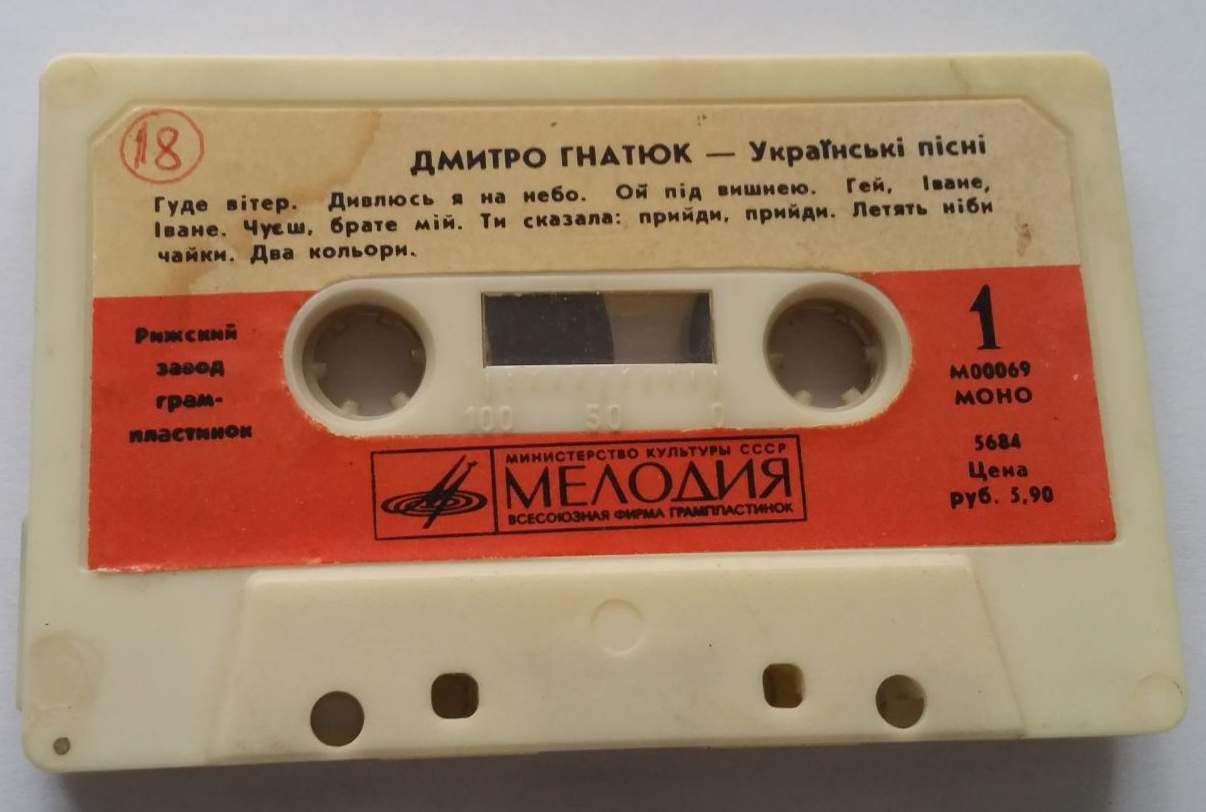 18
ДМИТРО ГНАТЮК — Українські пісні
Гуде вітер. Дивлюсь я на небо. Ой під вишнею. Гей, Іване,
Іване. Чуєш, брате мій. Ти сказала: прийди, прийди. Летять ніби
чайки. Два кольори.
Рижский
завод
грам-
пластинок
1
М00069
МОНО
5684
Цена
руб. 5,90
100 50 0
МИНИСТЕРСТВО КУЛЬТУРЫ СССР
МЕЛОДИЯ
ВСЕСОЮЗНАЯ ФИРМА ГРАМПЛАСТИНОК